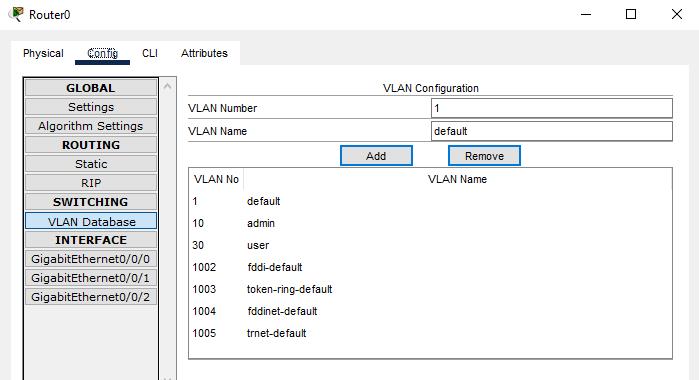 Router0
Physical Config CLI Attributes
GLOBAL
Settings
Algorithm Settings
ROUTING
Static
RIP
SWITCHING
VLAN Database
INTERFACE
GigabitEthernet0/0/0
GigabitEthernet0/0/1
GigabitEthernet0/0/2
VLAN Configuration
VLAN Number 1
VLAN Name default
Add Remove
VLAN No VLAN Name
1 default
10 admin
30 user
1002 fddi-default
1003 token-ring-default
1004 fddinet-default
1005 trnet-default